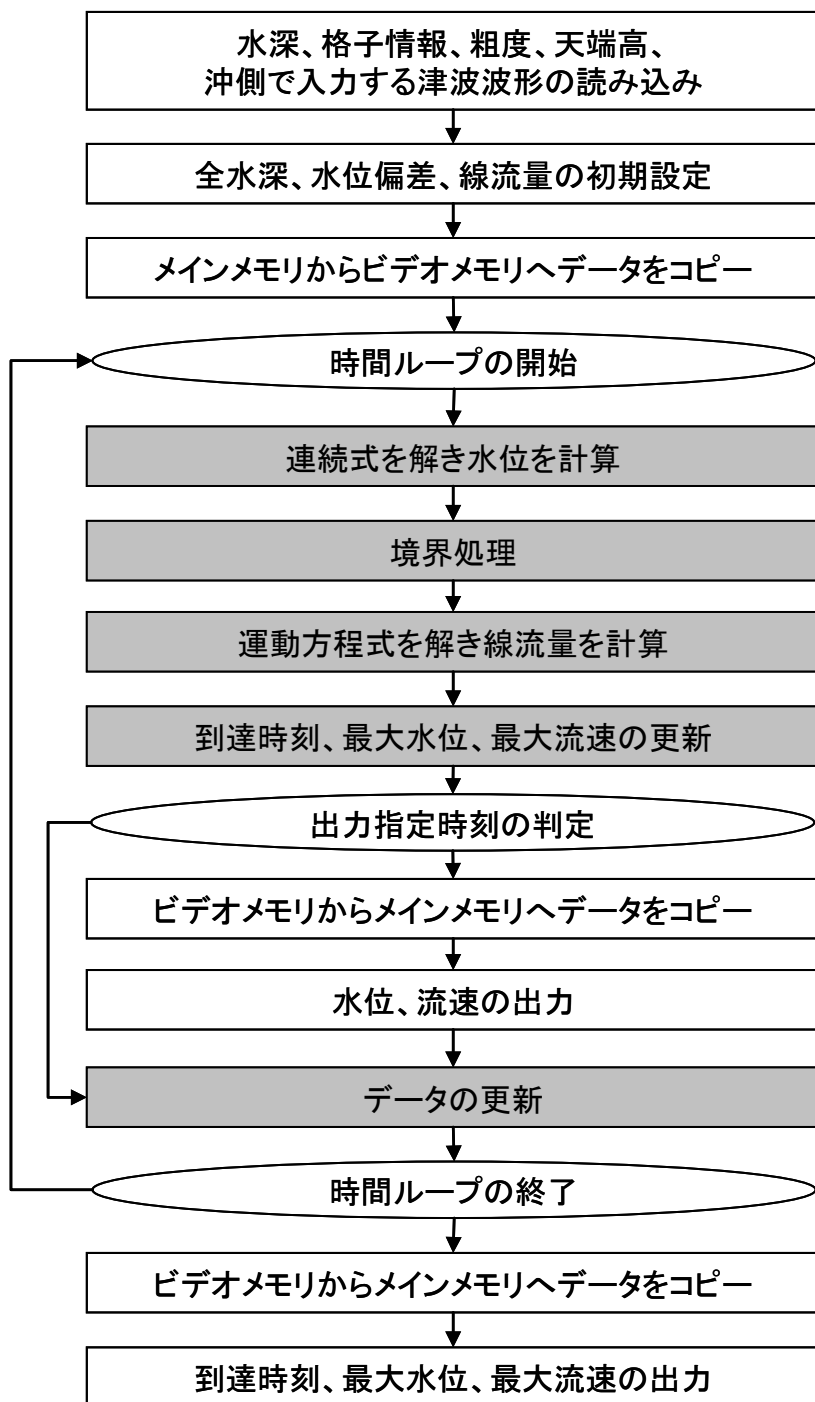 水深、格子情報、粗度、天端高、
沖側で入力する津波波形の読み込み
全水深、水位偏差、線流量の初期設定
メインメモリからビデオメモリへデータをコピー
時間ループの開始
連続式を解き水位を計算
境界処理
運動方程式を解き線流量を計算
到達時刻、最大水位、最大流速の更新
出力指定時刻の判定
ビデオメモリからメインメモリへデータをコピー
水位、流速の出力
データの更新
時間ループの終了
ビデオメモリからメインメモリへデータをコピー
到達時刻、最大水位、最大流速の出力